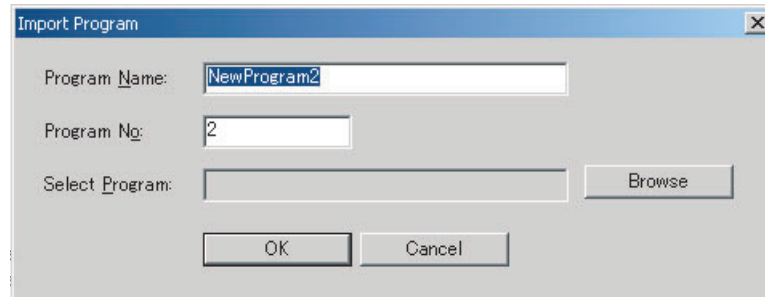 Import Program
Program Name: NewProgram2
Program No: 2
Select Program: Browse
OK Cancel